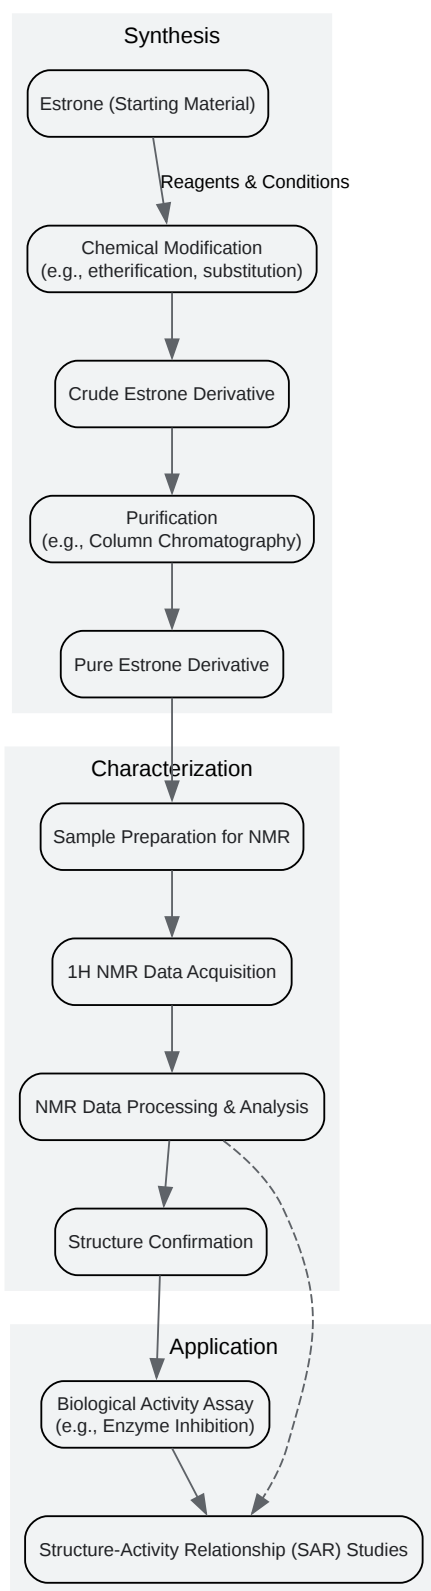 Synthesis
Estrone (Starting Material)
Reagents & Conditions
Chemical Modification
(e.g., etherification, substitution)
Crude Estrone Derivative
Purification
(e.g., Column Chromatography)
Pure Estrone Derivative
Characterization
Sample Preparation for NMR
1H NMR Data Acquisition
NMR Data Processing & Analysis
Structure Confirmation
Application
Biological Activity Assay
(e.g., Enzyme Inhibition)
Structure-Activity Relationship (SAR) Studies